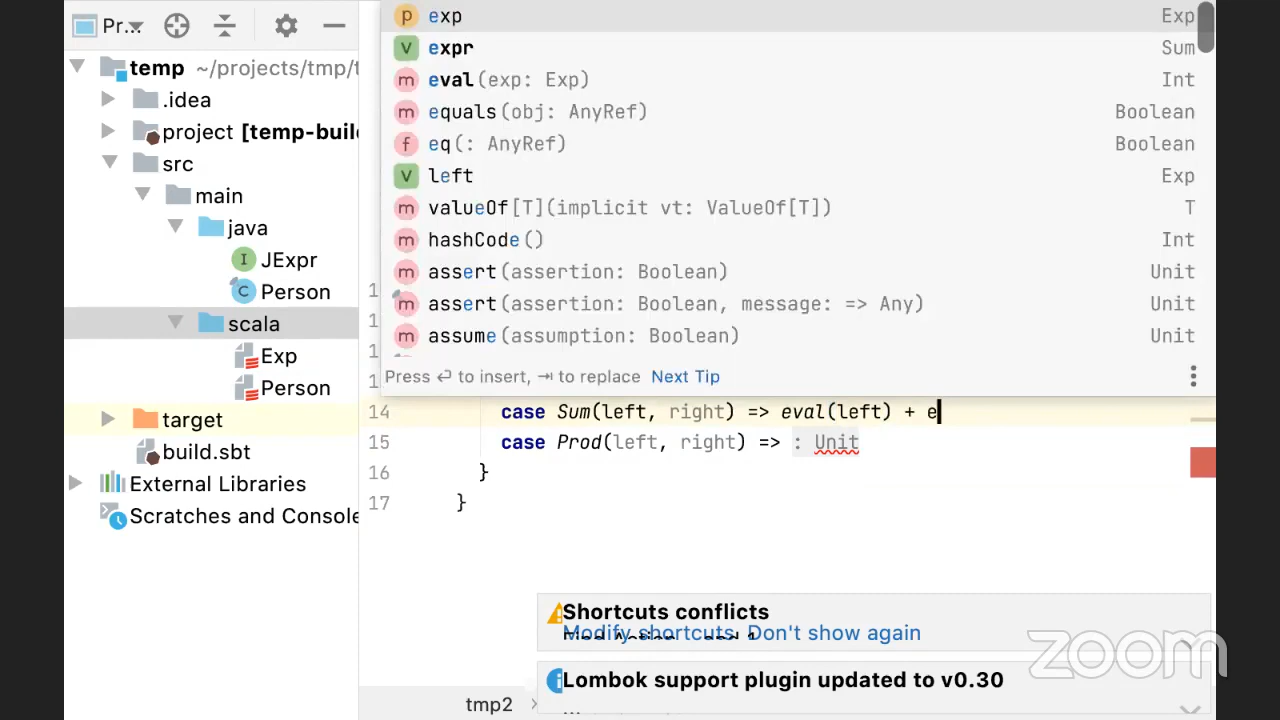 Pr...
temp ~/projects/tmp/t
.idea
project [temp-buil
src
main
java
I JExpr
C Person
scala
Exp
Person
target
build.sbt
External Libraries
Scratches and Console
p exp Exp
V expr Sum
m eval(exp: Exp) Int
m equals(obj: AnyRef) Boolean
f eq(: AnyRef) Boolean
V left Exp
m valueOf[T](implicit vt: ValueOf[T]) T
m hashCode() Int
m assert(assertion: Boolean) Unit
m assert(assertion: Boolean, message: => Any) Unit
m assume(assumption: Boolean) Unit
Press ↩ to insert, ⇥ to replace Next Tip
14 case Sum(left, right) => eval(left) + e
15 case Prod(left, right) => : Unit
16 }
17 }
Shortcuts conflicts
Modify shortcuts Don't show again
Lombok support plugin updated to v0.30
tmp2
zoom